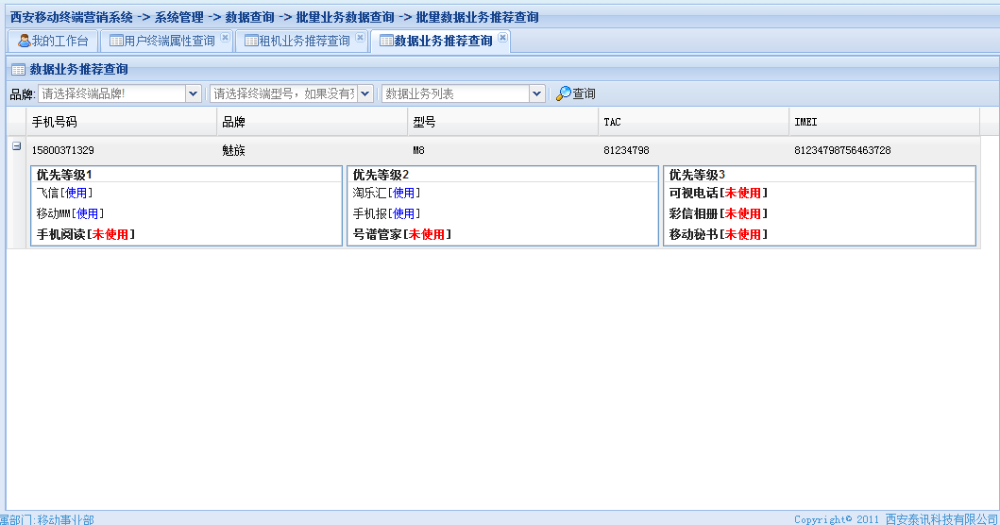 西安移动终端营销系统 -> 系统管理 -> 数据查询 -> 批量业务数据查询 -> 批量数据业务推荐查询
我的工作台 用户终端属性查询 租机业务推荐查询 数据业务推荐查询
数据业务推荐查询
品牌: 请选择终端品牌! 请选择终端型号，如果没有 数据业务列表 查询
手机号码 品牌 型号 TAC IMEI
15800371329 魅族 M8 81234798 81234798756463728
优先等级1 优先等级2 优先等级3
飞信[使用] 淘乐汇[使用] 可视电话[未使用]
移动MM[使用] 手机报[使用] 彩信相册[未使用]
手机阅读[未使用] 号谱管家[未使用] 移动秘书[未使用]
属部门:移动事业部 Copyright© 2011 西安泰讯科技有限公司